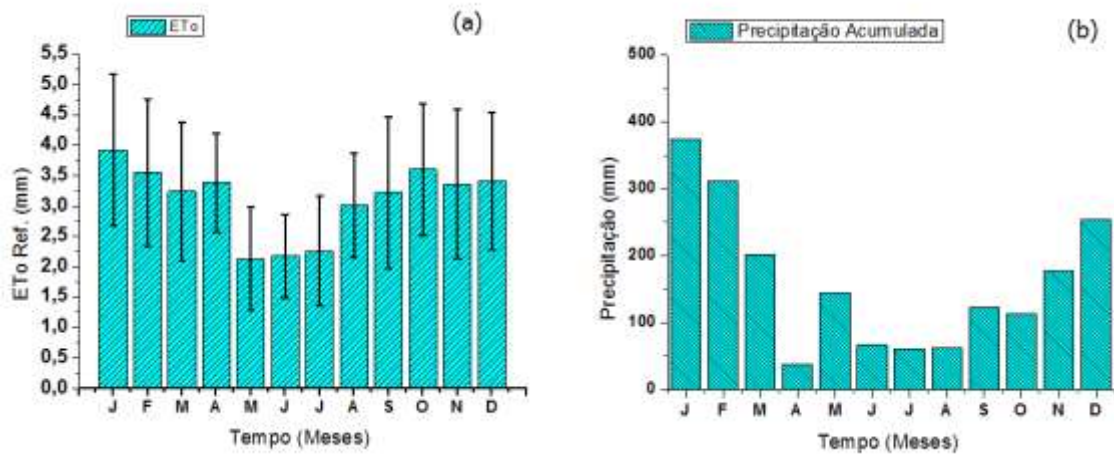 ETo
(a)
5,5
5,0
4,5
4,0
3,5
3,0
2,5
2,0
1,5
1,0
0,5
0,0
ETo Ref. (mm)
J F M A M J J A S O N D
Tempo (Meses)
Precipitação Acumulada
(b)
500
400
300
200
100
0
Precipitação (mm)
J F M A M J J A S O N D
Tempo (Meses)